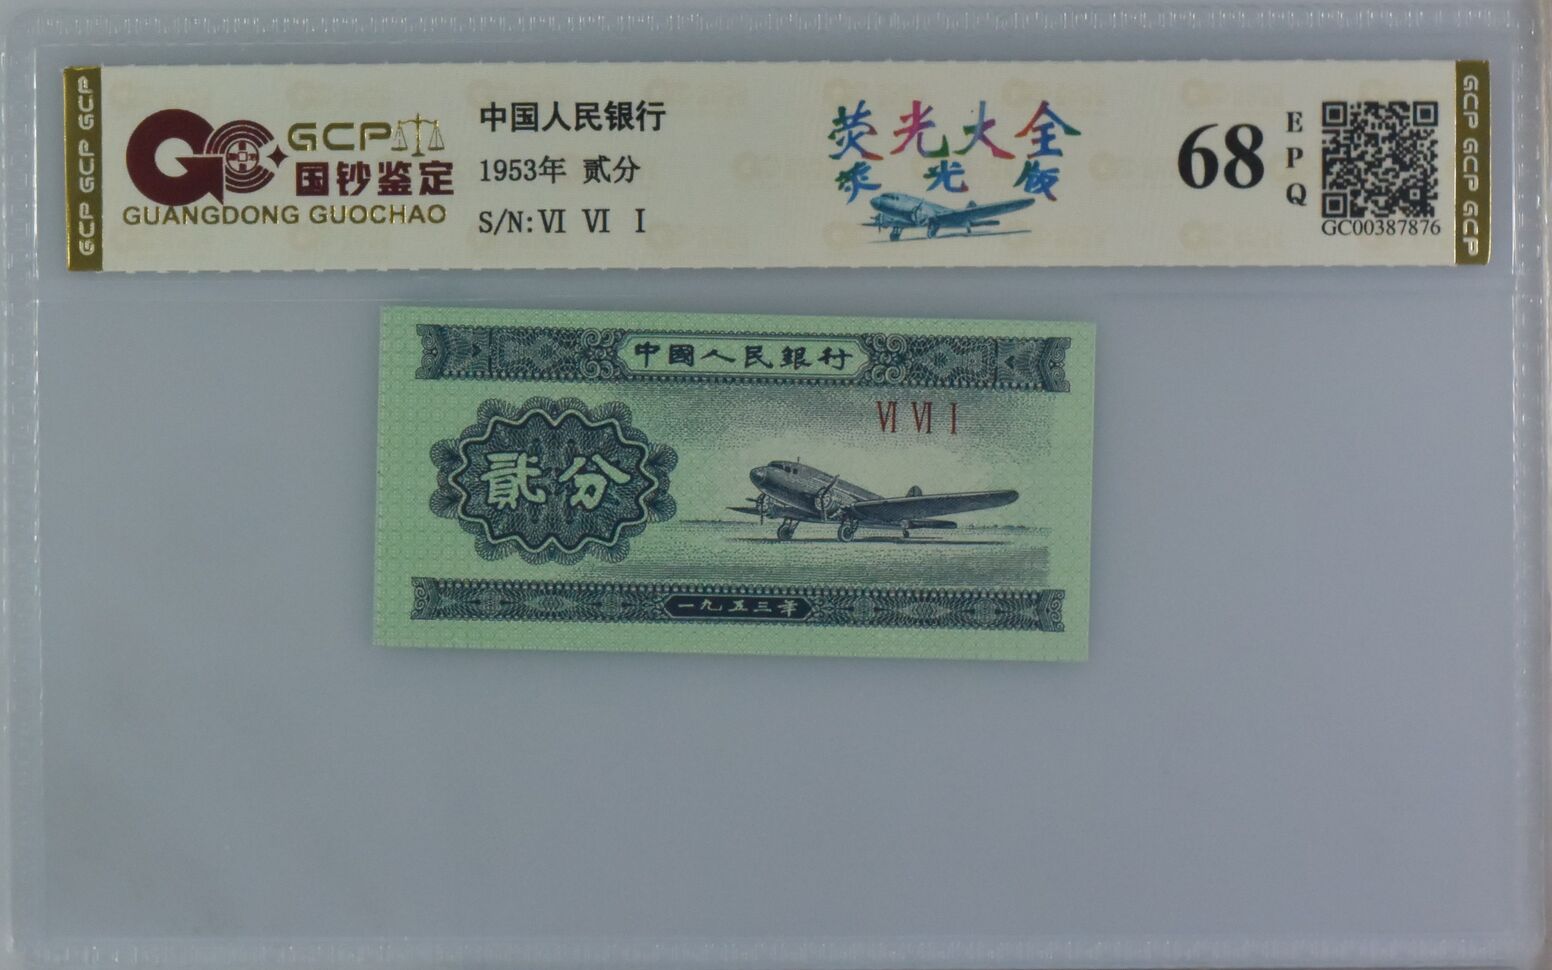 GCP GCP GCP
GCP
国钞鉴定
GUANGDONG GUOCHAO
中国人民银行
1953年 贰分
S/N:Ⅵ Ⅵ Ⅰ
荧光大全
荧光版
68
EPQ
GC00387876
GCP GCP GCP
中國人民銀行
Ⅵ Ⅵ Ⅰ
貳分
一九五三年